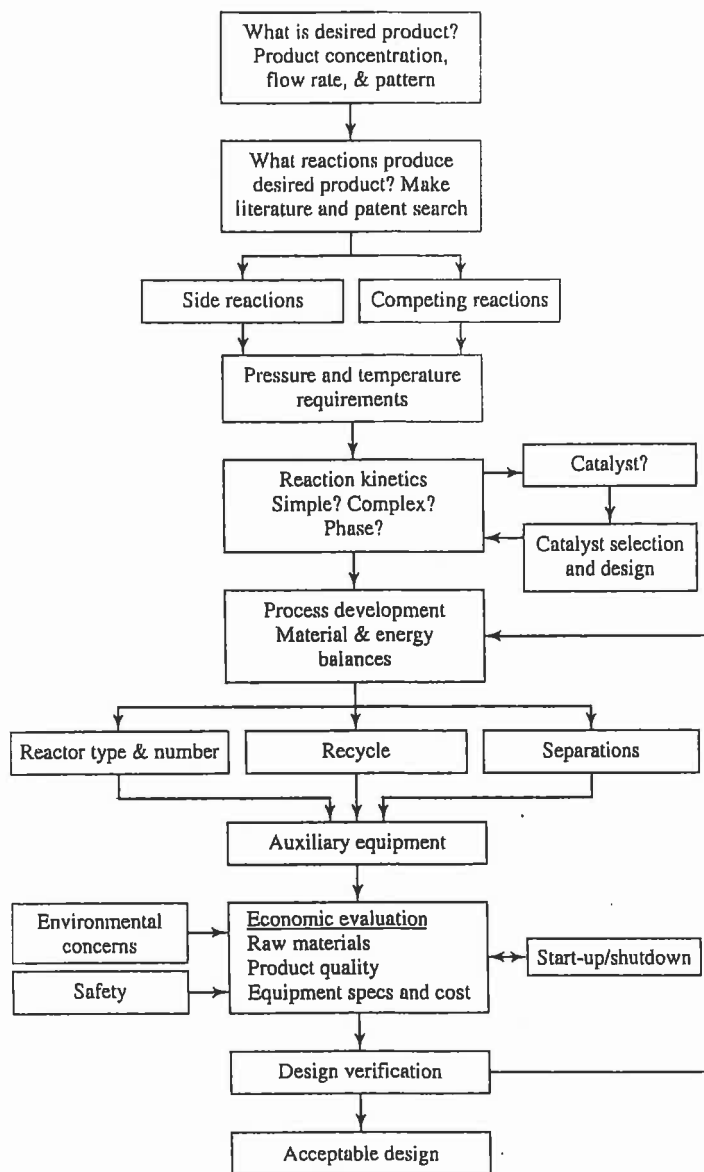 What is desired product?
Product concentration,
flow rate, & pattern
What reactions produce
desired product? Make
literature and patent search
Side reactions
Competing reactions
Pressure and temperature
requirements
Reaction kinetics
Simple? Complex?
Phase?
Catalyst?
Catalyst selection
and design
Process development
Material & energy
balances
Reactor type & number
Recycle
Separations
Auxiliary equipment
Environmental
concerns
Safety
Economic evaluation
Raw materials
Product quality
Equipment specs and cost
Start-up/shutdown
Design verification
Acceptable design